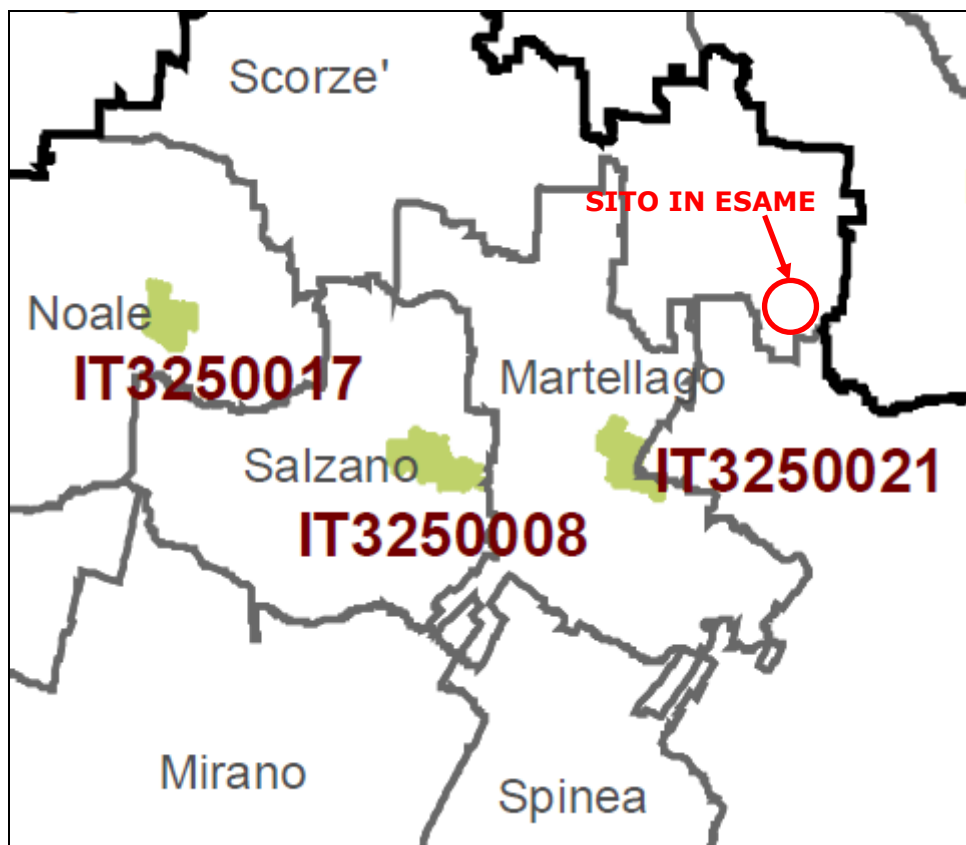 Scorze'
SITO IN ESAME
Noale
IT3250017
Martellago
Salzano
IT3250021
IT3250008
Mirano
Spinea